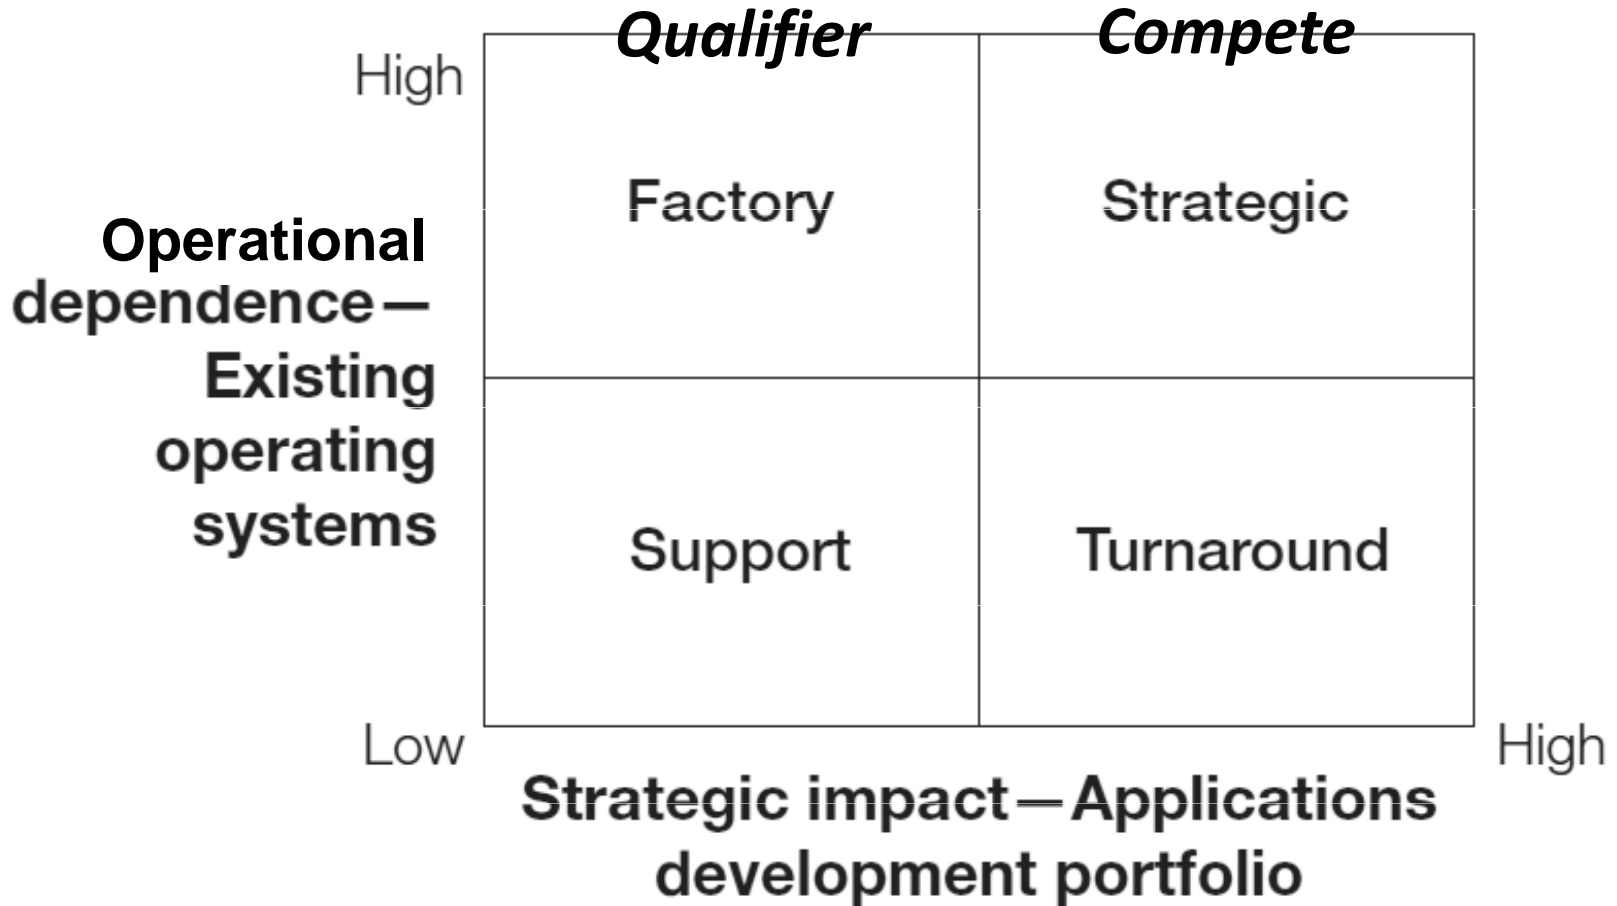 Qualifier
Compete
High
Factory
Strategic
Operational
dependence—
Existing
operating
systems
Support
Turnaround
Low
High
Strategic impact—Applications
development portfolio